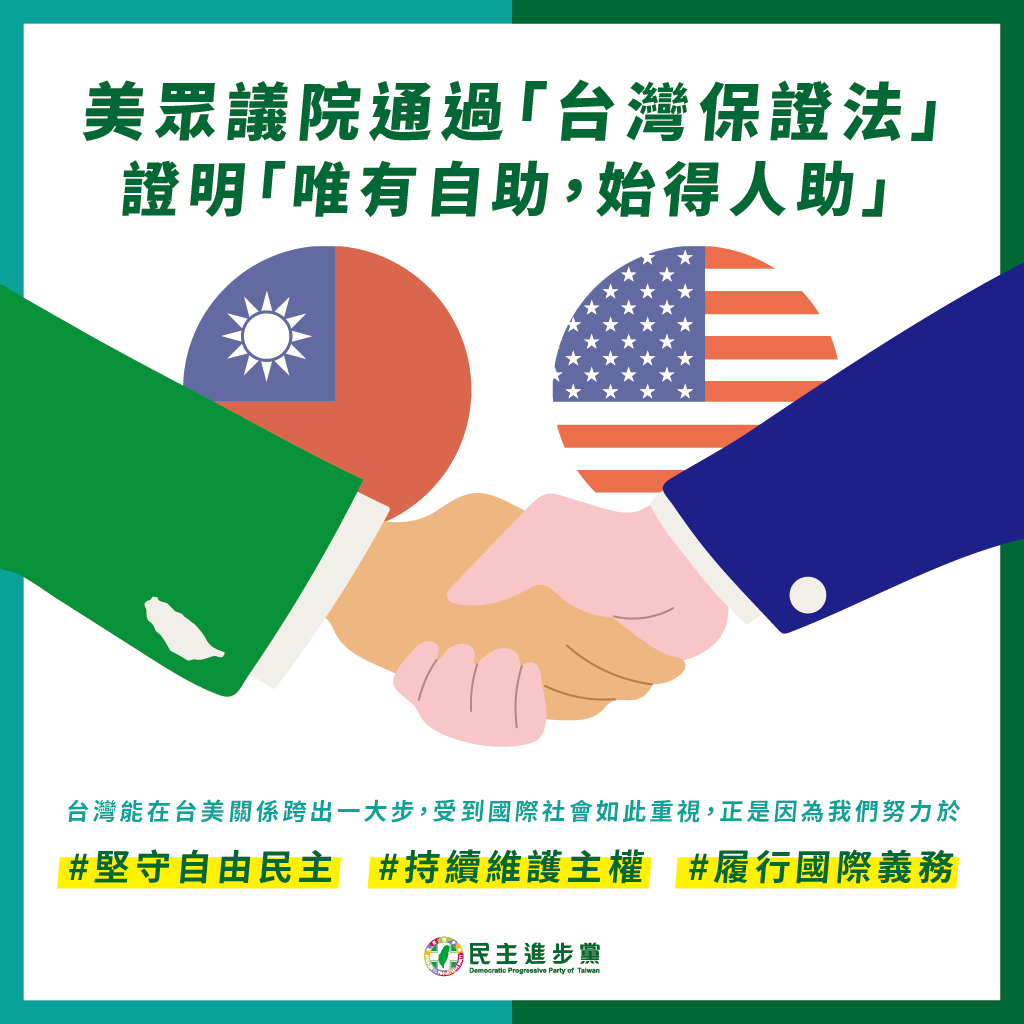 美眾議院通過「台灣保證法」
證明「唯有自助，始得人助」
台灣能在台美關係跨出一大步，受到國際社會如此重視，正是因為我們努力於
#堅守自由民主 #持續維護主權 #履行國際義務
民主進步黨
Democratic Progressive Party of Taiwan